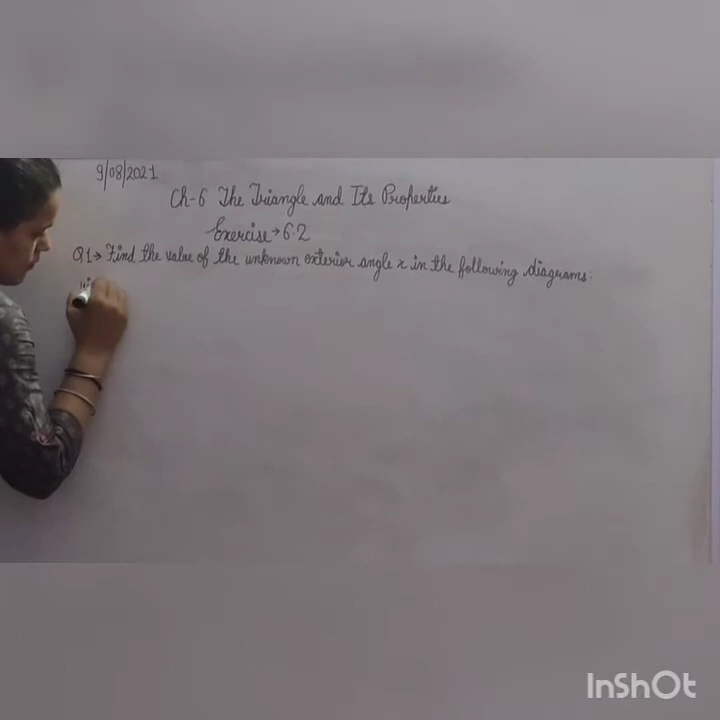 9/08/2021
Ch-6 The Triangle and Its Properties
Exercise → 6.2
Q1→ Find the value of the unknown exterior angle x in the following diagrams:
InShOt